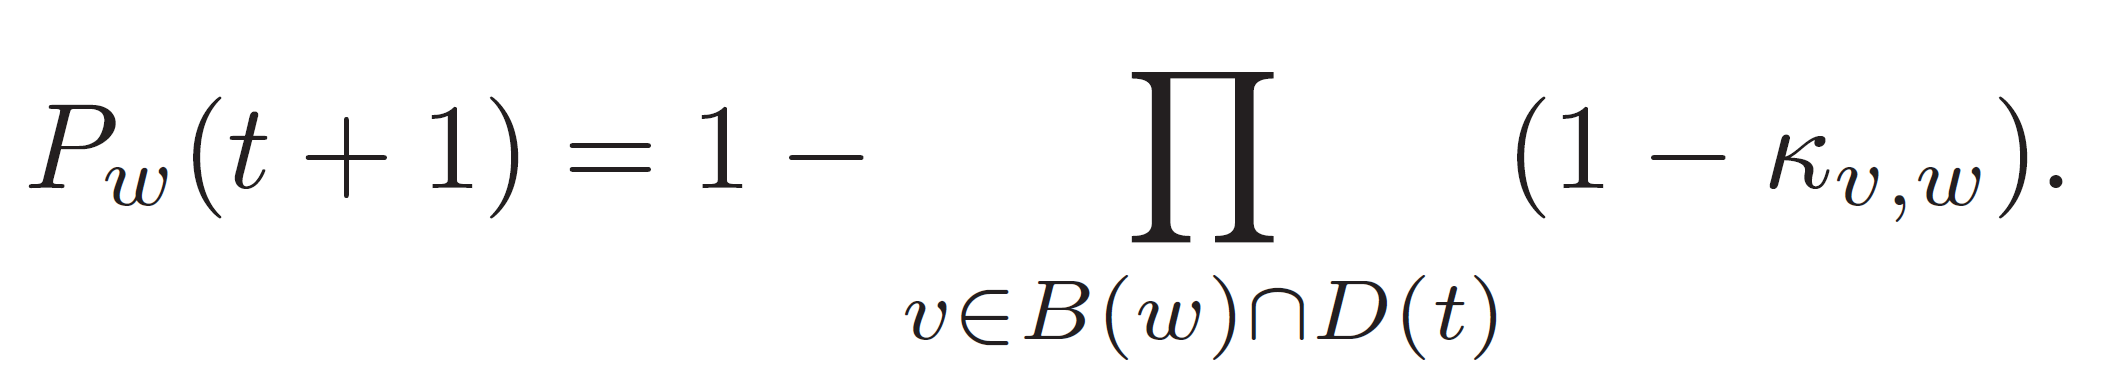 P_w(t + 1) = 1 − ∏ (1 − κ_{v,w}).
v∈B(w)∩D(t)